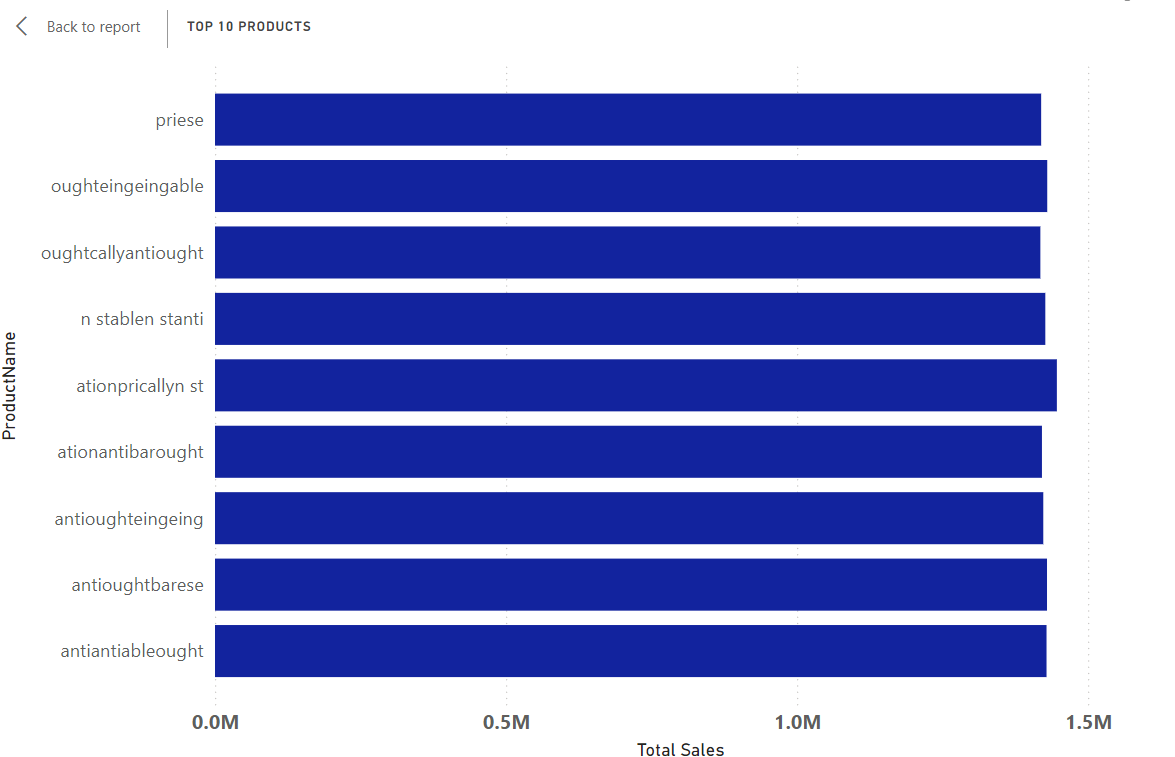 Back to report
TOP 10 PRODUCTS
priese
oughteingeingable
oughtcallyantiought
n stablen stanti
ationpricallyn st
ationantibarought
antioughteingeing
antioughtbarese
antiantiableought
ProductName
0.0M 0.5M 1.0M 1.5M
Total Sales